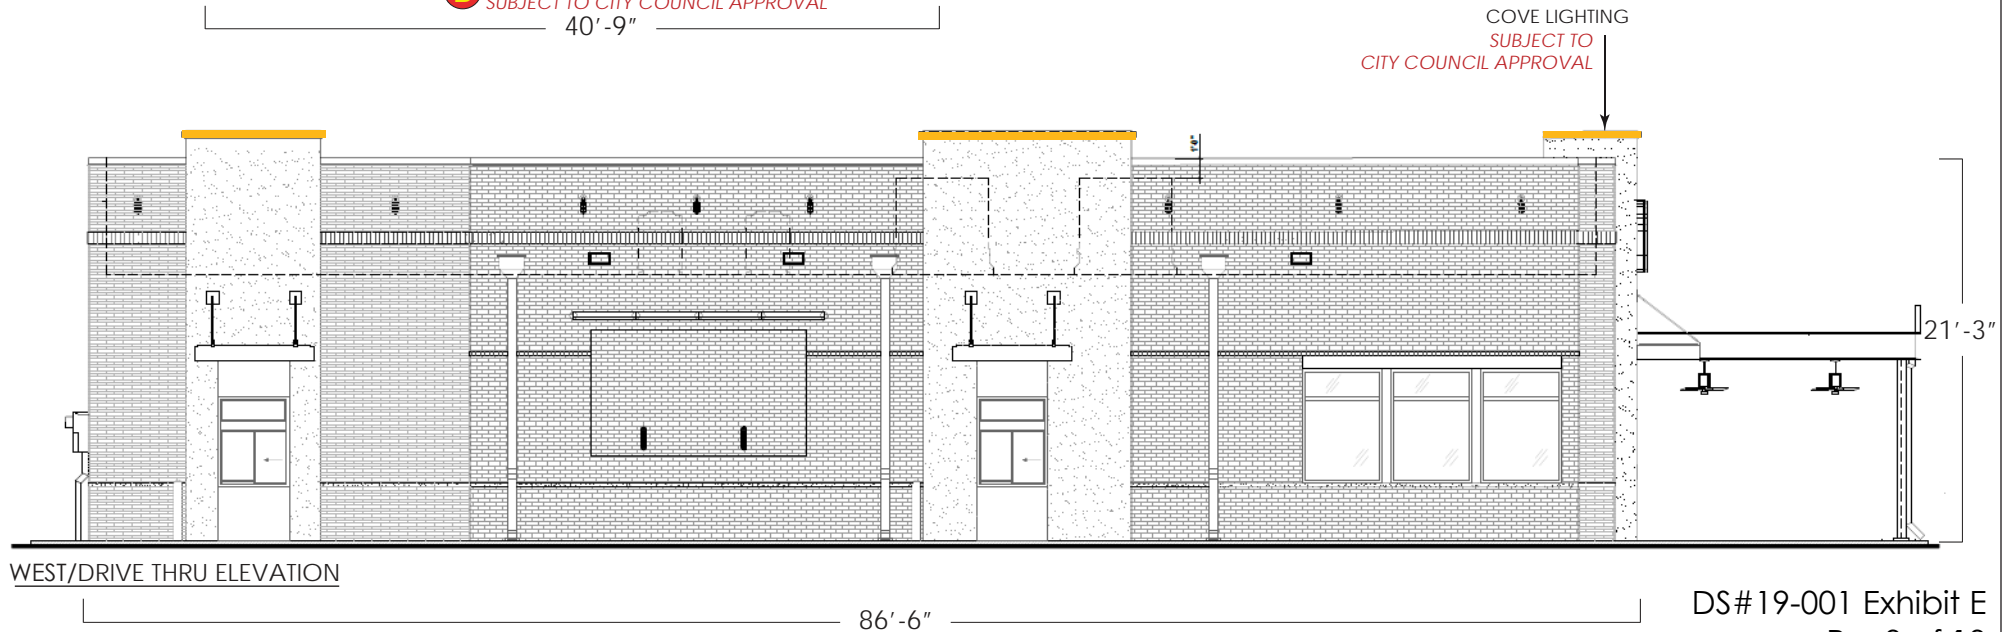 SUBJECT TO CITY COUNCIL APPROVAL
40'-9"
COVE LIGHTING
SUBJECT TO
CITY COUNCIL APPROVAL
21'-3"
WEST/DRIVE THRU ELEVATION
86'-6"
DS#19-001 Exhibit E